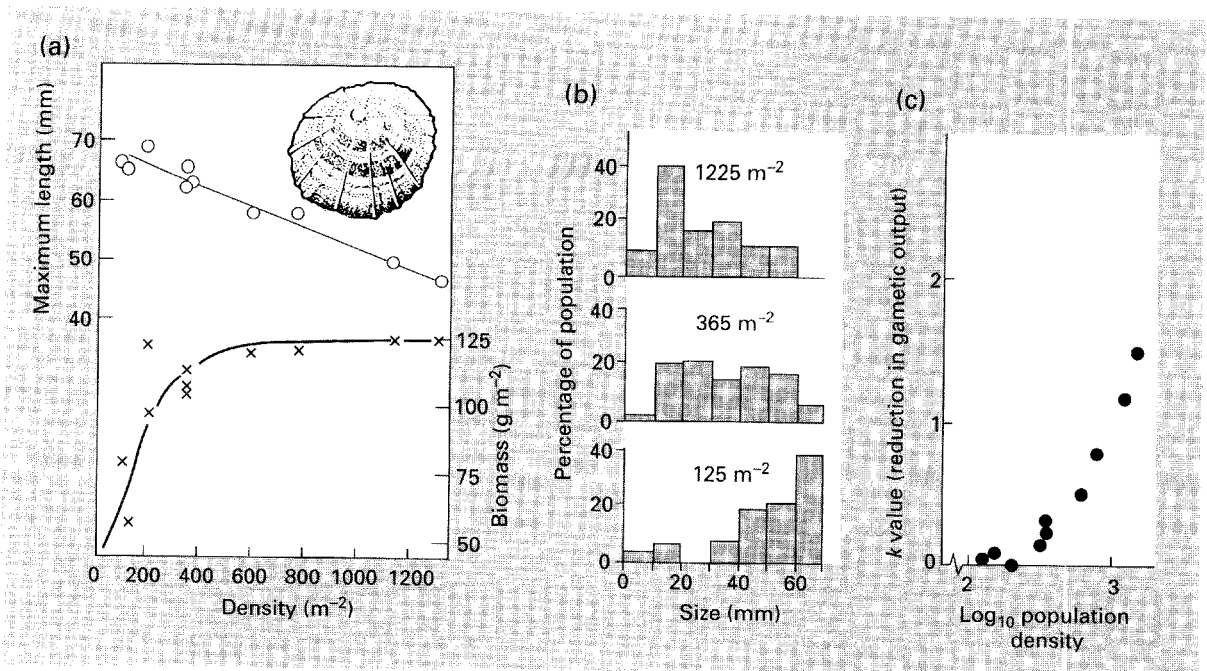 (a)
Maximum length (mm)
70
60
50
40
125
100
75
50
Biomass (g m⁻²)
0 200 400 600 800 1000 1200
Density (m⁻²)
(b)
Percentage of population
40
20
0
1225 m⁻²
40
20
0
365 m⁻²
40
20
0
125 m⁻²
0 20 40 60
Size (mm)
(c)
k value (reduction in gametic output)
2
1
0
2 3
Log₁₀ population
density